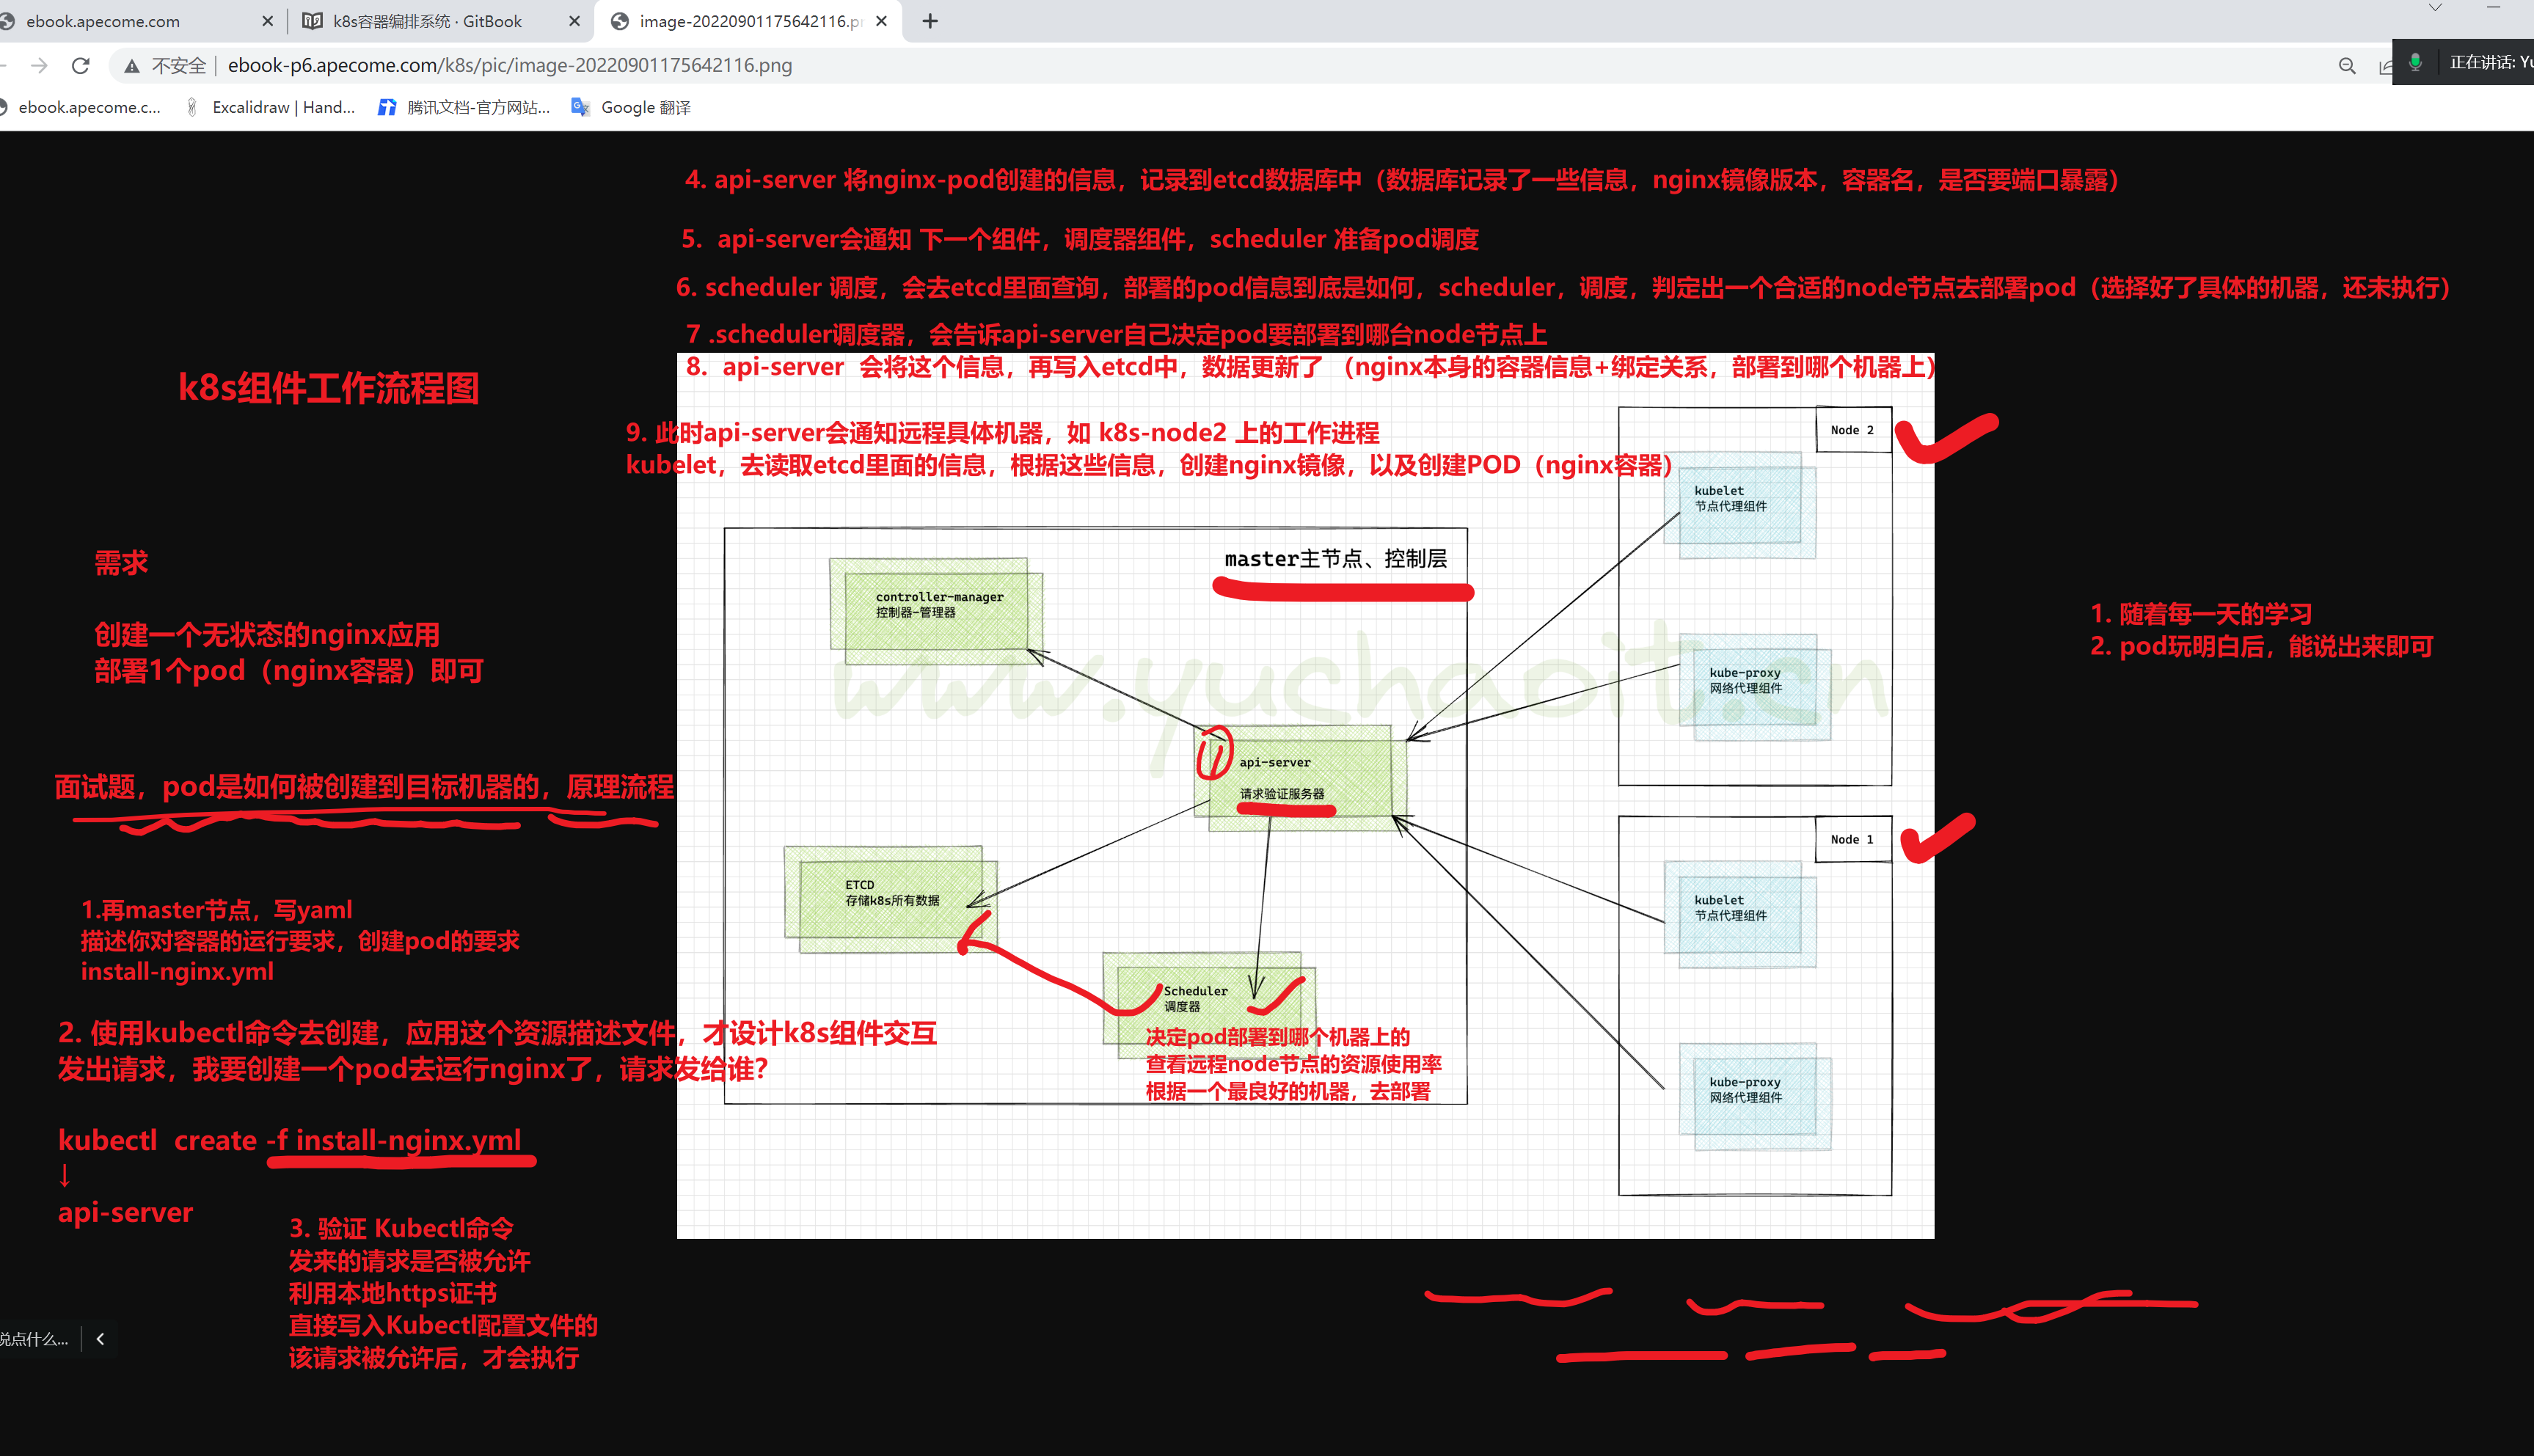 ebook.apecome.com
k8s容器编排系统 · GitBook
image-20220901175642116.pn
不安全
ebook-p6.apecome.com/k8s/pic/image-20220901175642116.png
正在讲话: Yu
ebook.apecome.c...
Excalidraw | Hand...
腾讯文档-官方网站...
Google 翻译
4. api-server 将nginx-pod创建的信息，记录到etcd数据库中（数据库记录了一些信息，nginx镜像版本，容器名，是否要端口暴露）
5. api-server会通知 下一个组件，调度器组件，scheduler 准备pod调度
6. scheduler 调度，会去etcd里面查询，部署的pod信息到底是如何，scheduler，调度，判定出一个合适的node节点去部署pod（选择好了具体的机器，还未执行）
7 .scheduler调度器，会告诉api-server自己决定pod要部署到哪台node节点上
8. api-server 会将这个信息，再写入etcd中，数据更新了 （nginx本身的容器信息+绑定关系，部署到哪个机器上）
k8s组件工作流程图
9. 此时api-server会通知远程具体机器，如 k8s-node2 上的工作进程
kubelet，去读取etcd里面的信息，根据这些信息，创建nginx镜像，以及创建POD（nginx容器）
Node 2
kubelet
节点代理组件
需求
master主节点、控制层
controller-manager
控制器-管理器
创建一个无状态的nginx应用
部署1个pod（nginx容器）即可
1. 随着每一天的学习
2. pod玩明白后，能说出来即可
www.yuchaoit.cn
kube-proxy
网络代理组件
面试题，pod是如何被创建到目标机器的，原理流程
①
api-server
请求验证服务器
Node 1
ETCD
存储k8s所有数据
kubelet
节点代理组件
1.再master节点，写yaml
描述你对容器的运行要求，创建pod的要求
install-nginx.yml
Scheduler
调度器
2. 使用kubectl命令去创建，应用这个资源描述文件，才设计k8s组件交互
发出请求，我要创建一个pod去运行nginx了，请求发给谁？
决定pod部署到哪个机器上的
查看远程node节点的资源使用率
根据一个最良好的机器，去部署
kube-proxy
网络代理组件
kubectl create -f install-nginx.yml
↓
api-server
3. 验证 Kubectl命令
发来的请求是否被允许
利用本地https证书
直接写入Kubectl配置文件的
该请求被允许后，才会执行
说点什么...